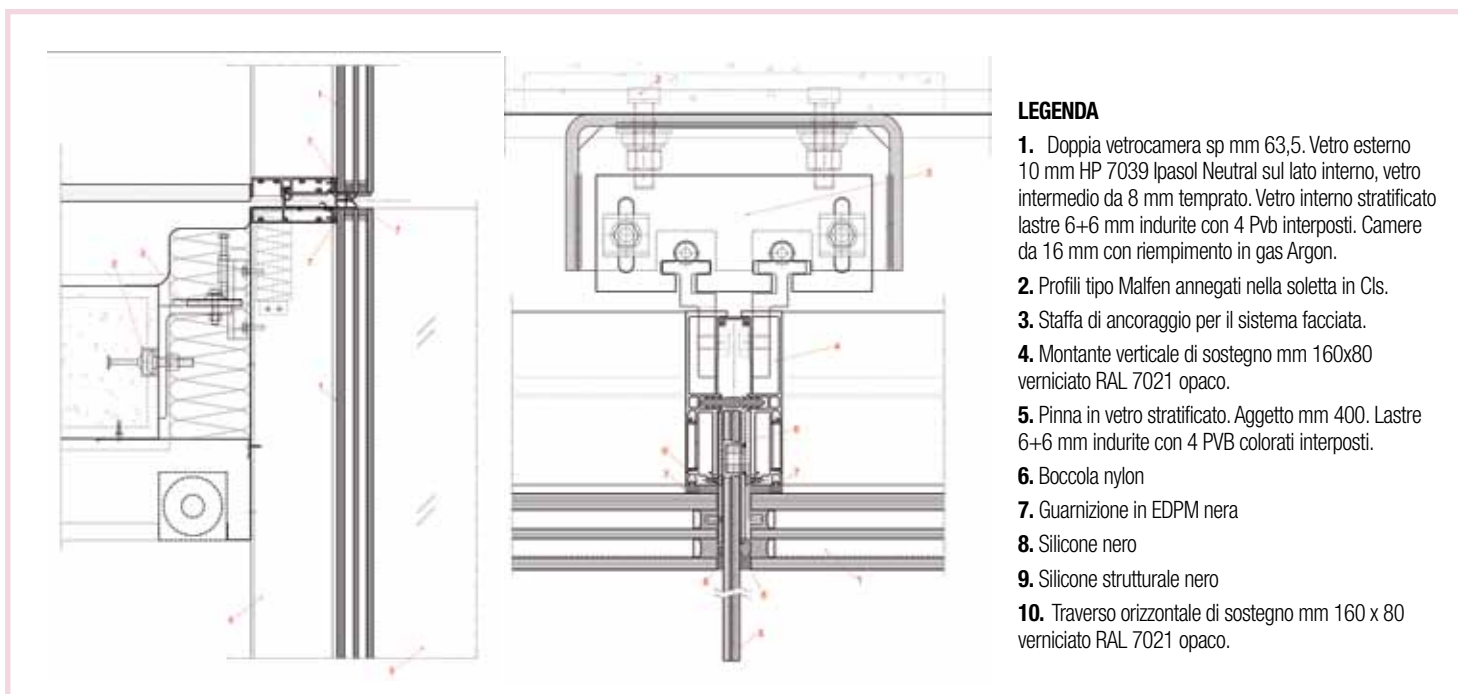 LEGENDA
1. Doppia vetrocamera sp mm 63,5. Vetro esterno
10 mm HP 7039 Ipasol Neutral sul lato interno, vetro
intermedio da 8 mm temprato. Vetro interno stratificato
lastre 6+6 mm indurite con 4 Pvb interposti. Camere
da 16 mm con riempimento in gas Argon.
2. Profili tipo Malfen annegati nella soletta in Cls.
3. Staffa di ancoraggio per il sistema facciata.
4. Montante verticale di sostegno mm 160x80
verniciato RAL 7021 opaco.
5. Pinna in vetro stratificato. Aggetto mm 400. Lastre
6+6 mm indurite con 4 PVB colorati interposti.
6. Boccola nylon
7. Guarnizione in EDPM nera
8. Silicone nero
9. Silicone strutturale nero
10. Traverso orizzontale di sostegno mm 160 x 80
verniciato RAL 7021 opaco.